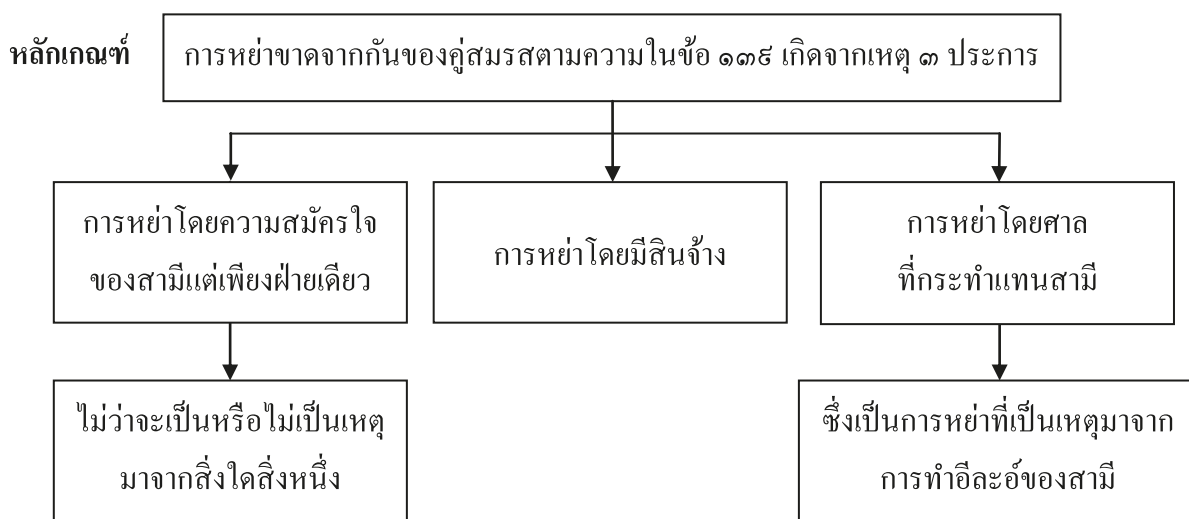 หลักเกณฑ์ การหย่าขาดจากกันของคู่สมรสตามความในข้อ ๑๓๙ เกิดจากเหตุ ๓ ประการ
การหย่าโดยความสมัครใจ
ของสามีแต่เพียงฝ่ายเดียว
การหย่าโดยมีสินจ้าง
การหย่าโดยศาล
ที่กระทำแทนสามี
ไม่ว่าจะเป็นหรือไม่เป็นเหตุ
มาจากสิ่งใดสิ่งหนึ่ง
ซึ่งเป็นการหย่าที่เป็นเหตุมาจาก
การทำอีละอ์ของสามี